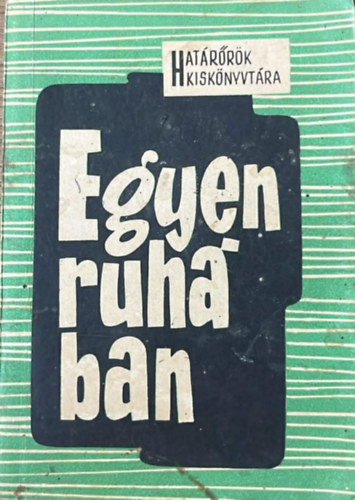 HATÁRŐRÖK
KISKÖNYVTÁRA
Egyen
ruhá
ban